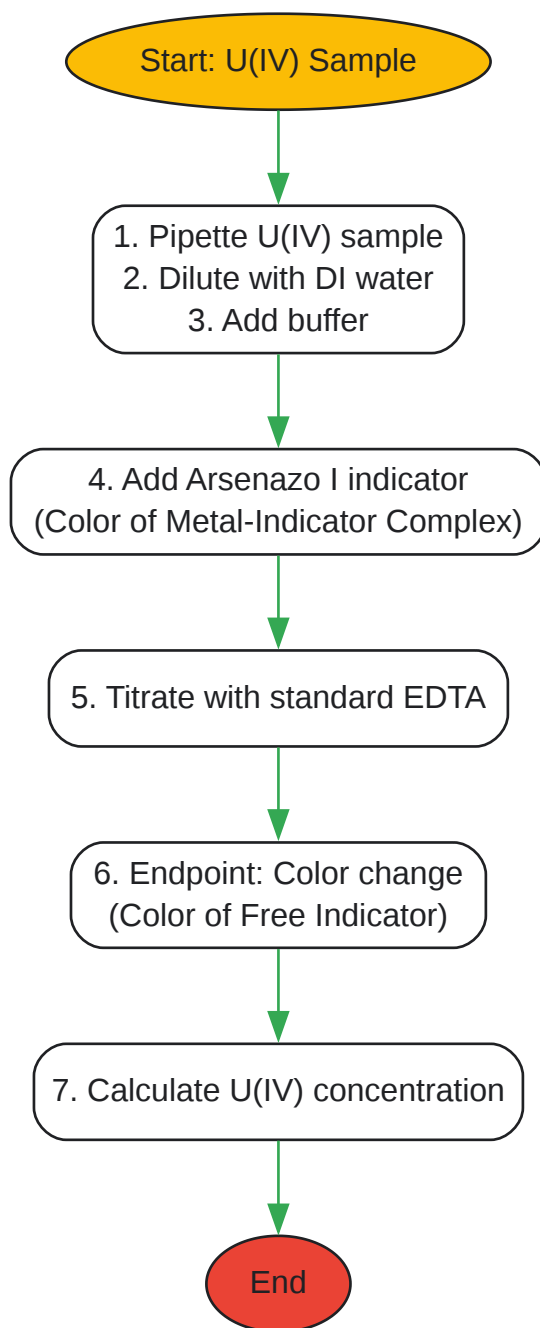 Start: U(IV) Sample
1. Pipette U(IV) sample
2. Dilute with DI water
3. Add buffer
4. Add Arsenazo I indicator
(Color of Metal-Indicator Complex)
5. Titrate with standard EDTA
6. Endpoint: Color change
(Color of Free Indicator)
7. Calculate U(IV) concentration
End